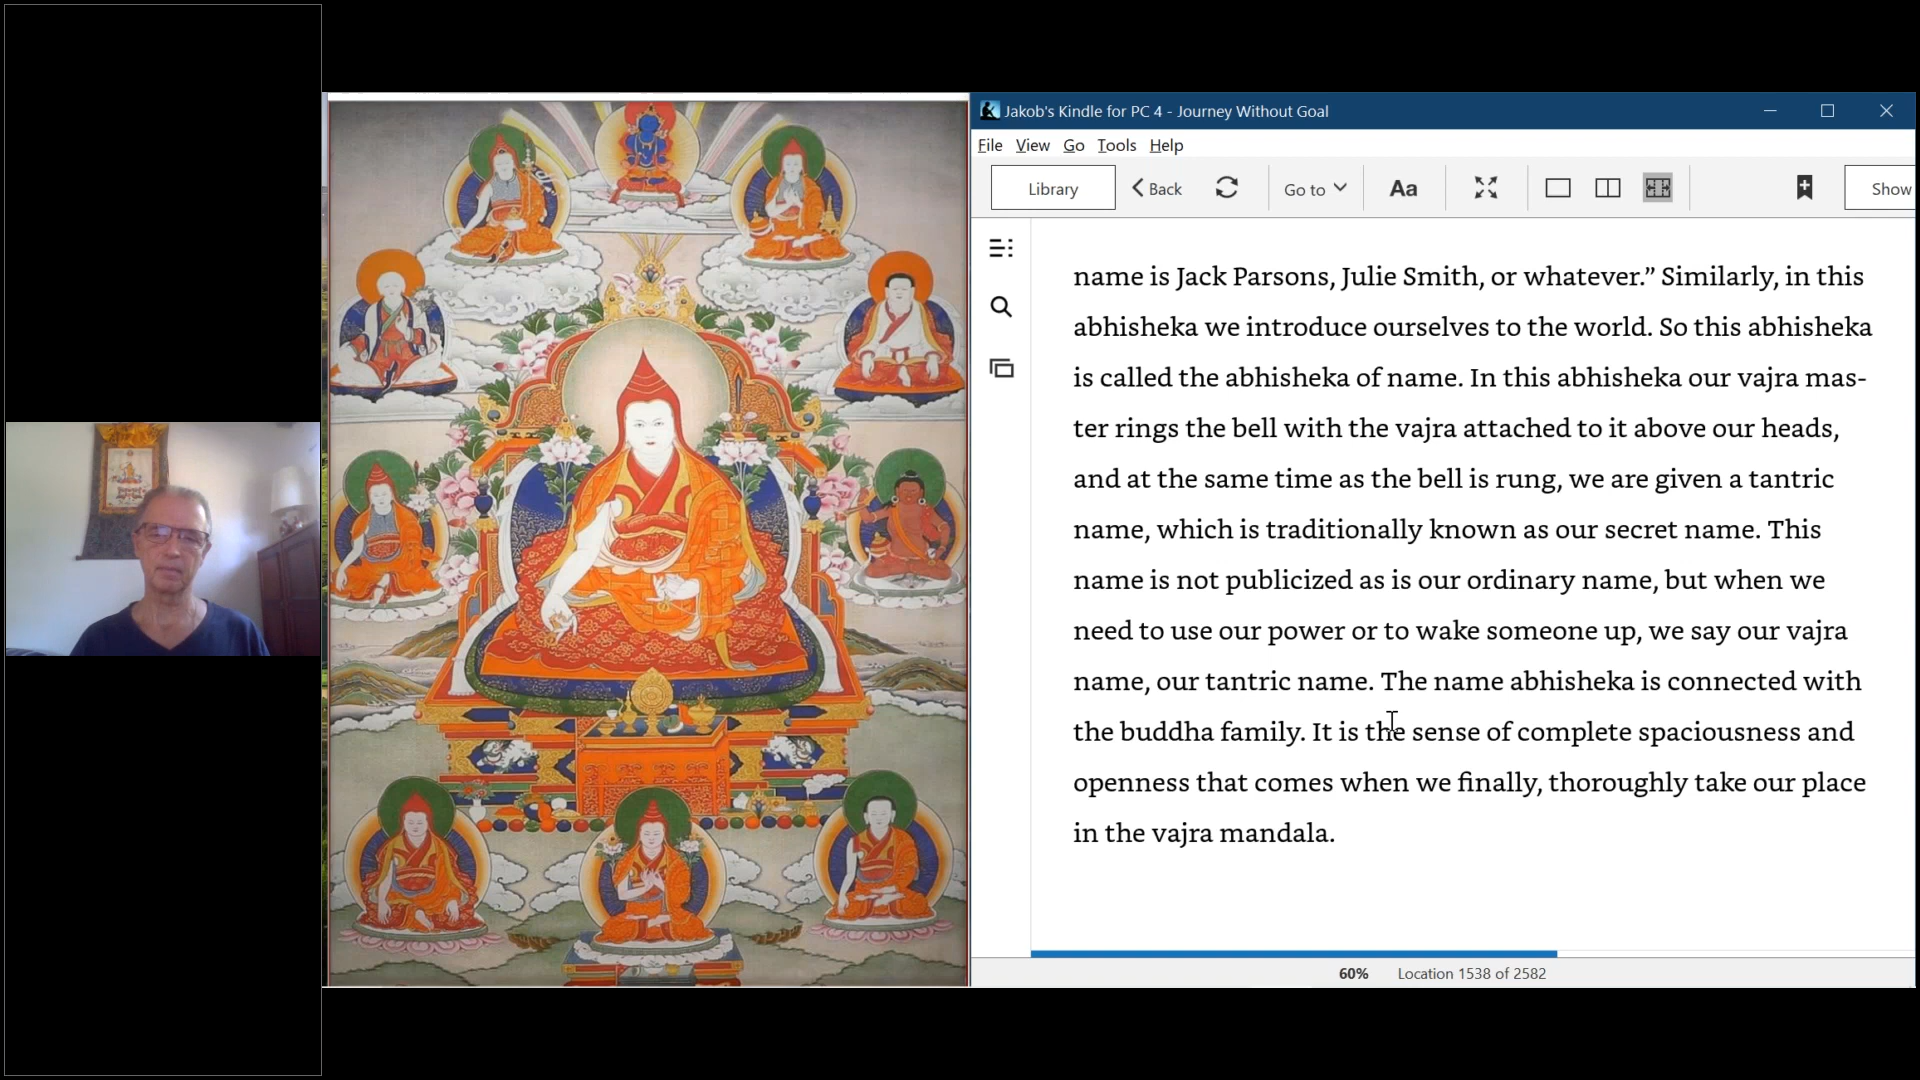 Jakob's Kindle for PC 4 - Journey Without Goal
File View Go Tools Help
Library Back Go to Aa Show
name is Jack Parsons, Julie Smith, or whatever.” Similarly, in this
abhisheka we introduce ourselves to the world. So this abhisheka
is called the abhisheka of name. In this abhisheka our vajra mas-
ter rings the bell with the vajra attached to it above our heads,
and at the same time as the bell is rung, we are given a tantric
name, which is traditionally known as our secret name. This
name is not publicized as is our ordinary name, but when we
need to use our power or to wake someone up, we say our vajra
name, our tantric name. The name abhisheka is connected with
the buddha family. It is the sense of complete spaciousness and
openness that comes when we finally, thoroughly take our place
in the vajra mandala.
60% Location 1538 of 2582